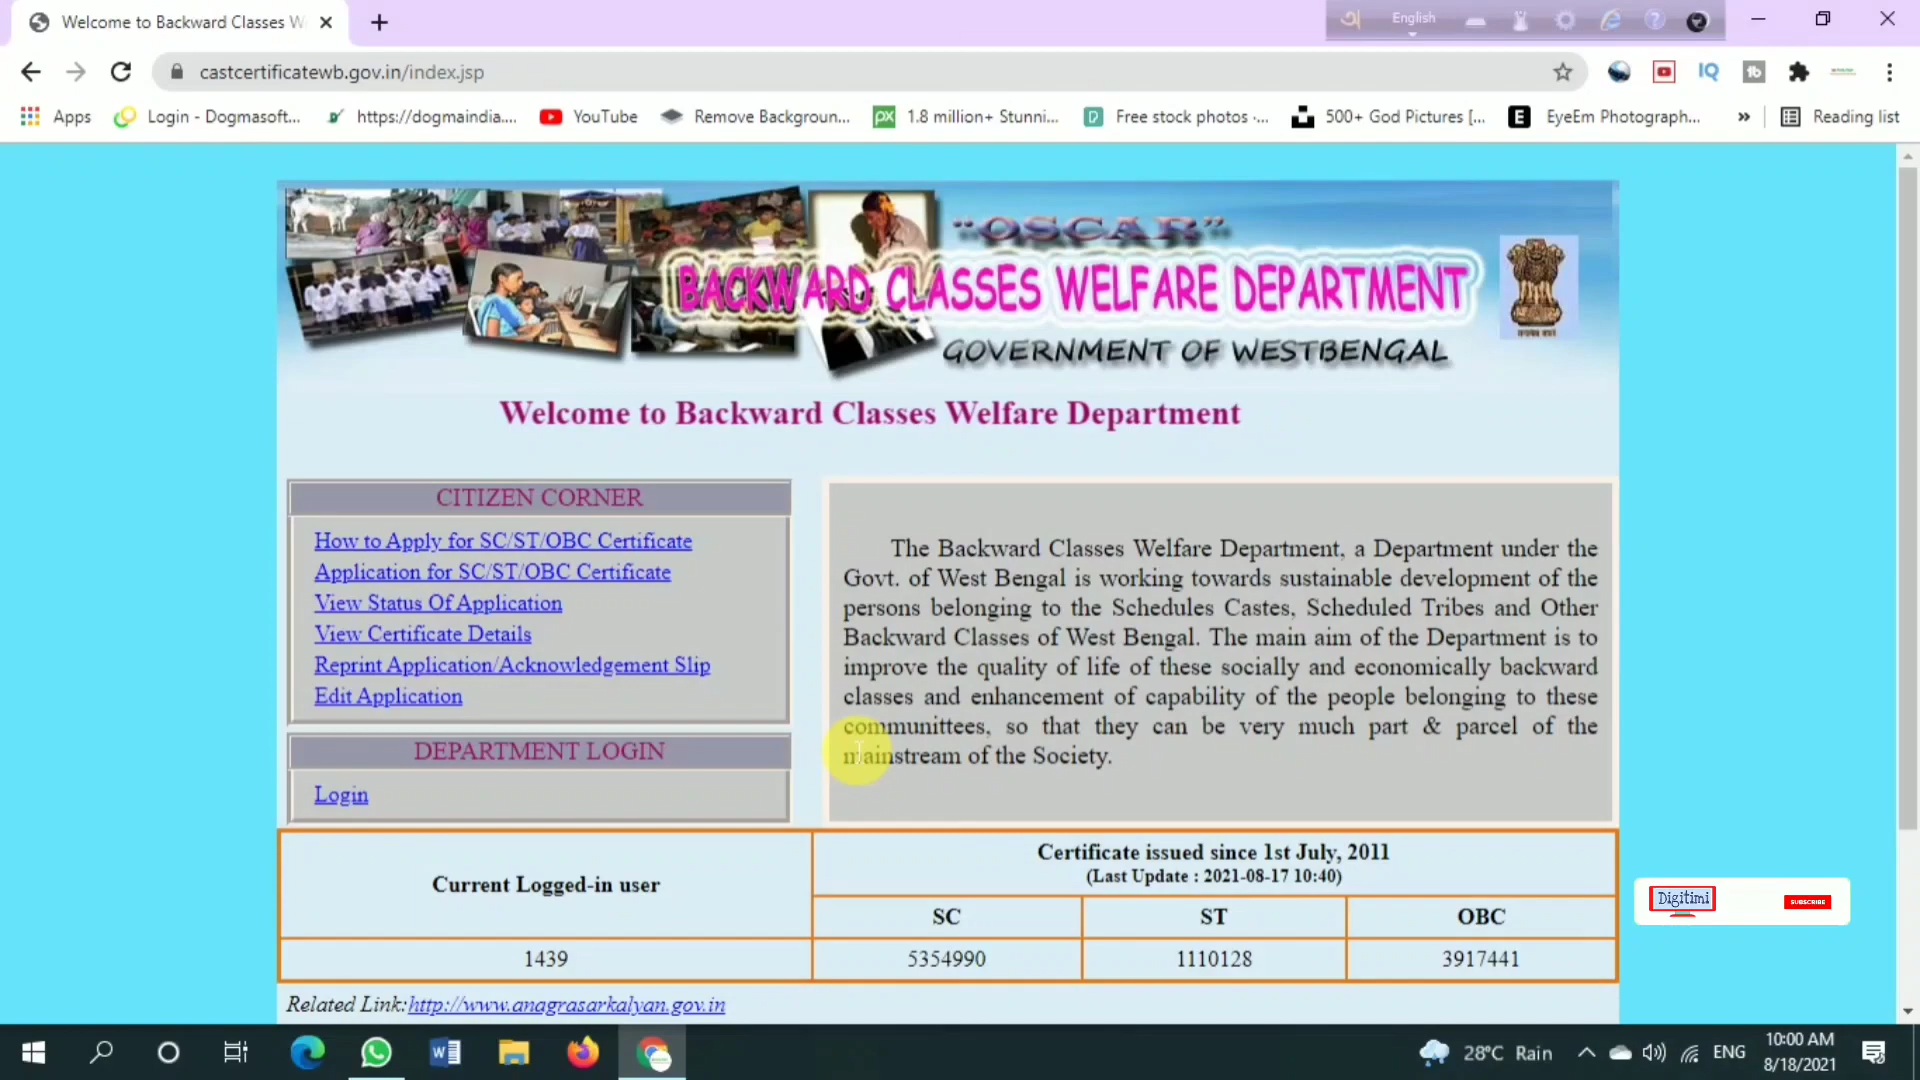 Welcome to Backward Classes W
English
castcertificatewb.gov.in/index.jsp
IQ
Apps
Login - Dogmasoft...
https://dogmaindia....
YouTube
Remove Backgroun...
px
1.8 million+ Stunni...
Free stock photos ·...
500+ God Pictures [...
EyeEm Photograph...
»
Reading list
"OSCAR"
BACKWARD CLASSES WELFARE DEPARTMENT
GOVERNMENT OF WESTBENGAL
Welcome to Backward Classes Welfare Department
CITIZEN CORNER
How to Apply for SC/ST/OBC Certificate
Application for SC/ST/OBC Certificate
View Status Of Application
View Certificate Details
Reprint Application/Acknowledgement Slip
Edit Application
DEPARTMENT LOGIN
Login
The Backward Classes Welfare Department, a Department under the
Govt. of West Bengal is working towards sustainable development of the
persons belonging to the Schedules Castes, Scheduled Tribes and Other
Backward Classes of West Bengal. The main aim of the Department is to
improve the quality of life of these socially and economically backward
classes and enhancement of capability of the people belonging to these
communittees, so that they can be very much part & parcel of the
mainstream of the Society.
Current Logged-in user
Certificate issued since 1st July, 2011
(Last Update : 2021-08-17 10:40)
SC
ST
OBC
1439
5354990
1110128
3917441
Related Link:http://www.anagrasarkalyan.gov.in
Digitimi
SUBSCRIBE
28°C Rain
ENG
10:00 AM
8/18/2021